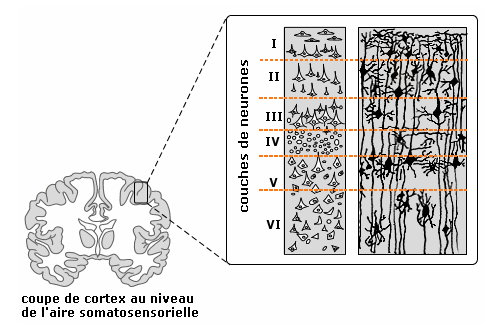 couches de neurones
I
II
III
IV
V
VI
coupe de cortex au niveau
de l'aire somatosensorielle